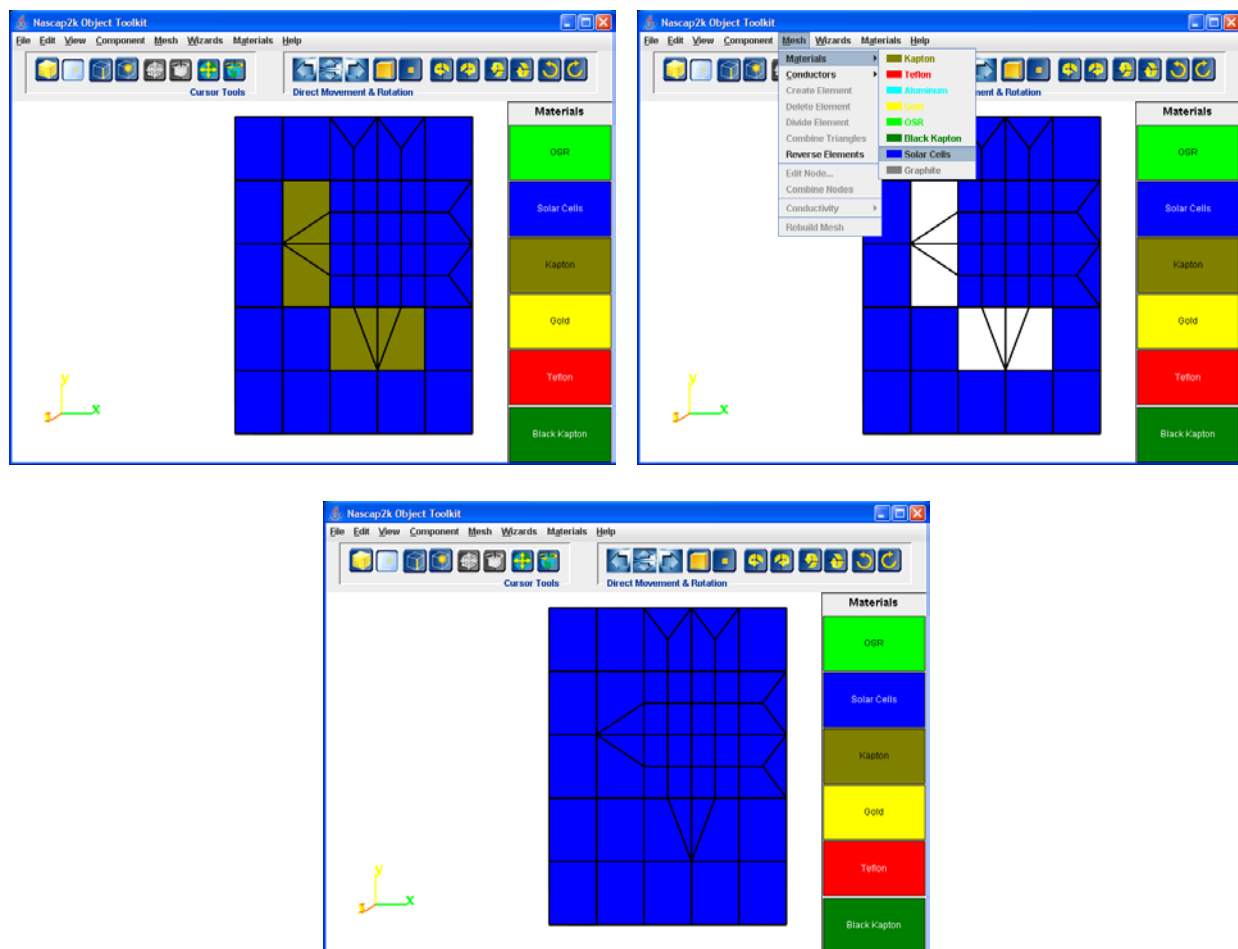 Nascap2k Object Toolkit
File Edit View Component Mesh Wizards Materials Help
Cursor Tools
Direct Movement & Rotation
Materials
OSR
Solar Cells
Kapton
Gold
Teflon
Black Kapton
y
x
z
Nascap2k Object Toolkit
File Edit View Component Mesh Wizards Materials Help
Materials
Conductors
Create Element
Delete Element
Divide Element
Combine Triangles
Reverse Elements
Edit Node...
Combine Nodes
Conductivity
Rebuild Mesh
Kapton
Teflon
Aluminum
Gold
OSR
Black Kapton
Solar Cells
Graphite
ment & Rotation
Materials
OSR
Solar Cells
Kapton
Gold
Teflon
Black Kapton
y
x
z
Nascap2k Object Toolkit
File Edit View Component Mesh Wizards Materials Help
Cursor Tools
Direct Movement & Rotation
Materials
OSR
Solar Cells
Kapton
Gold
Teflon
Black Kapton
y
x
z